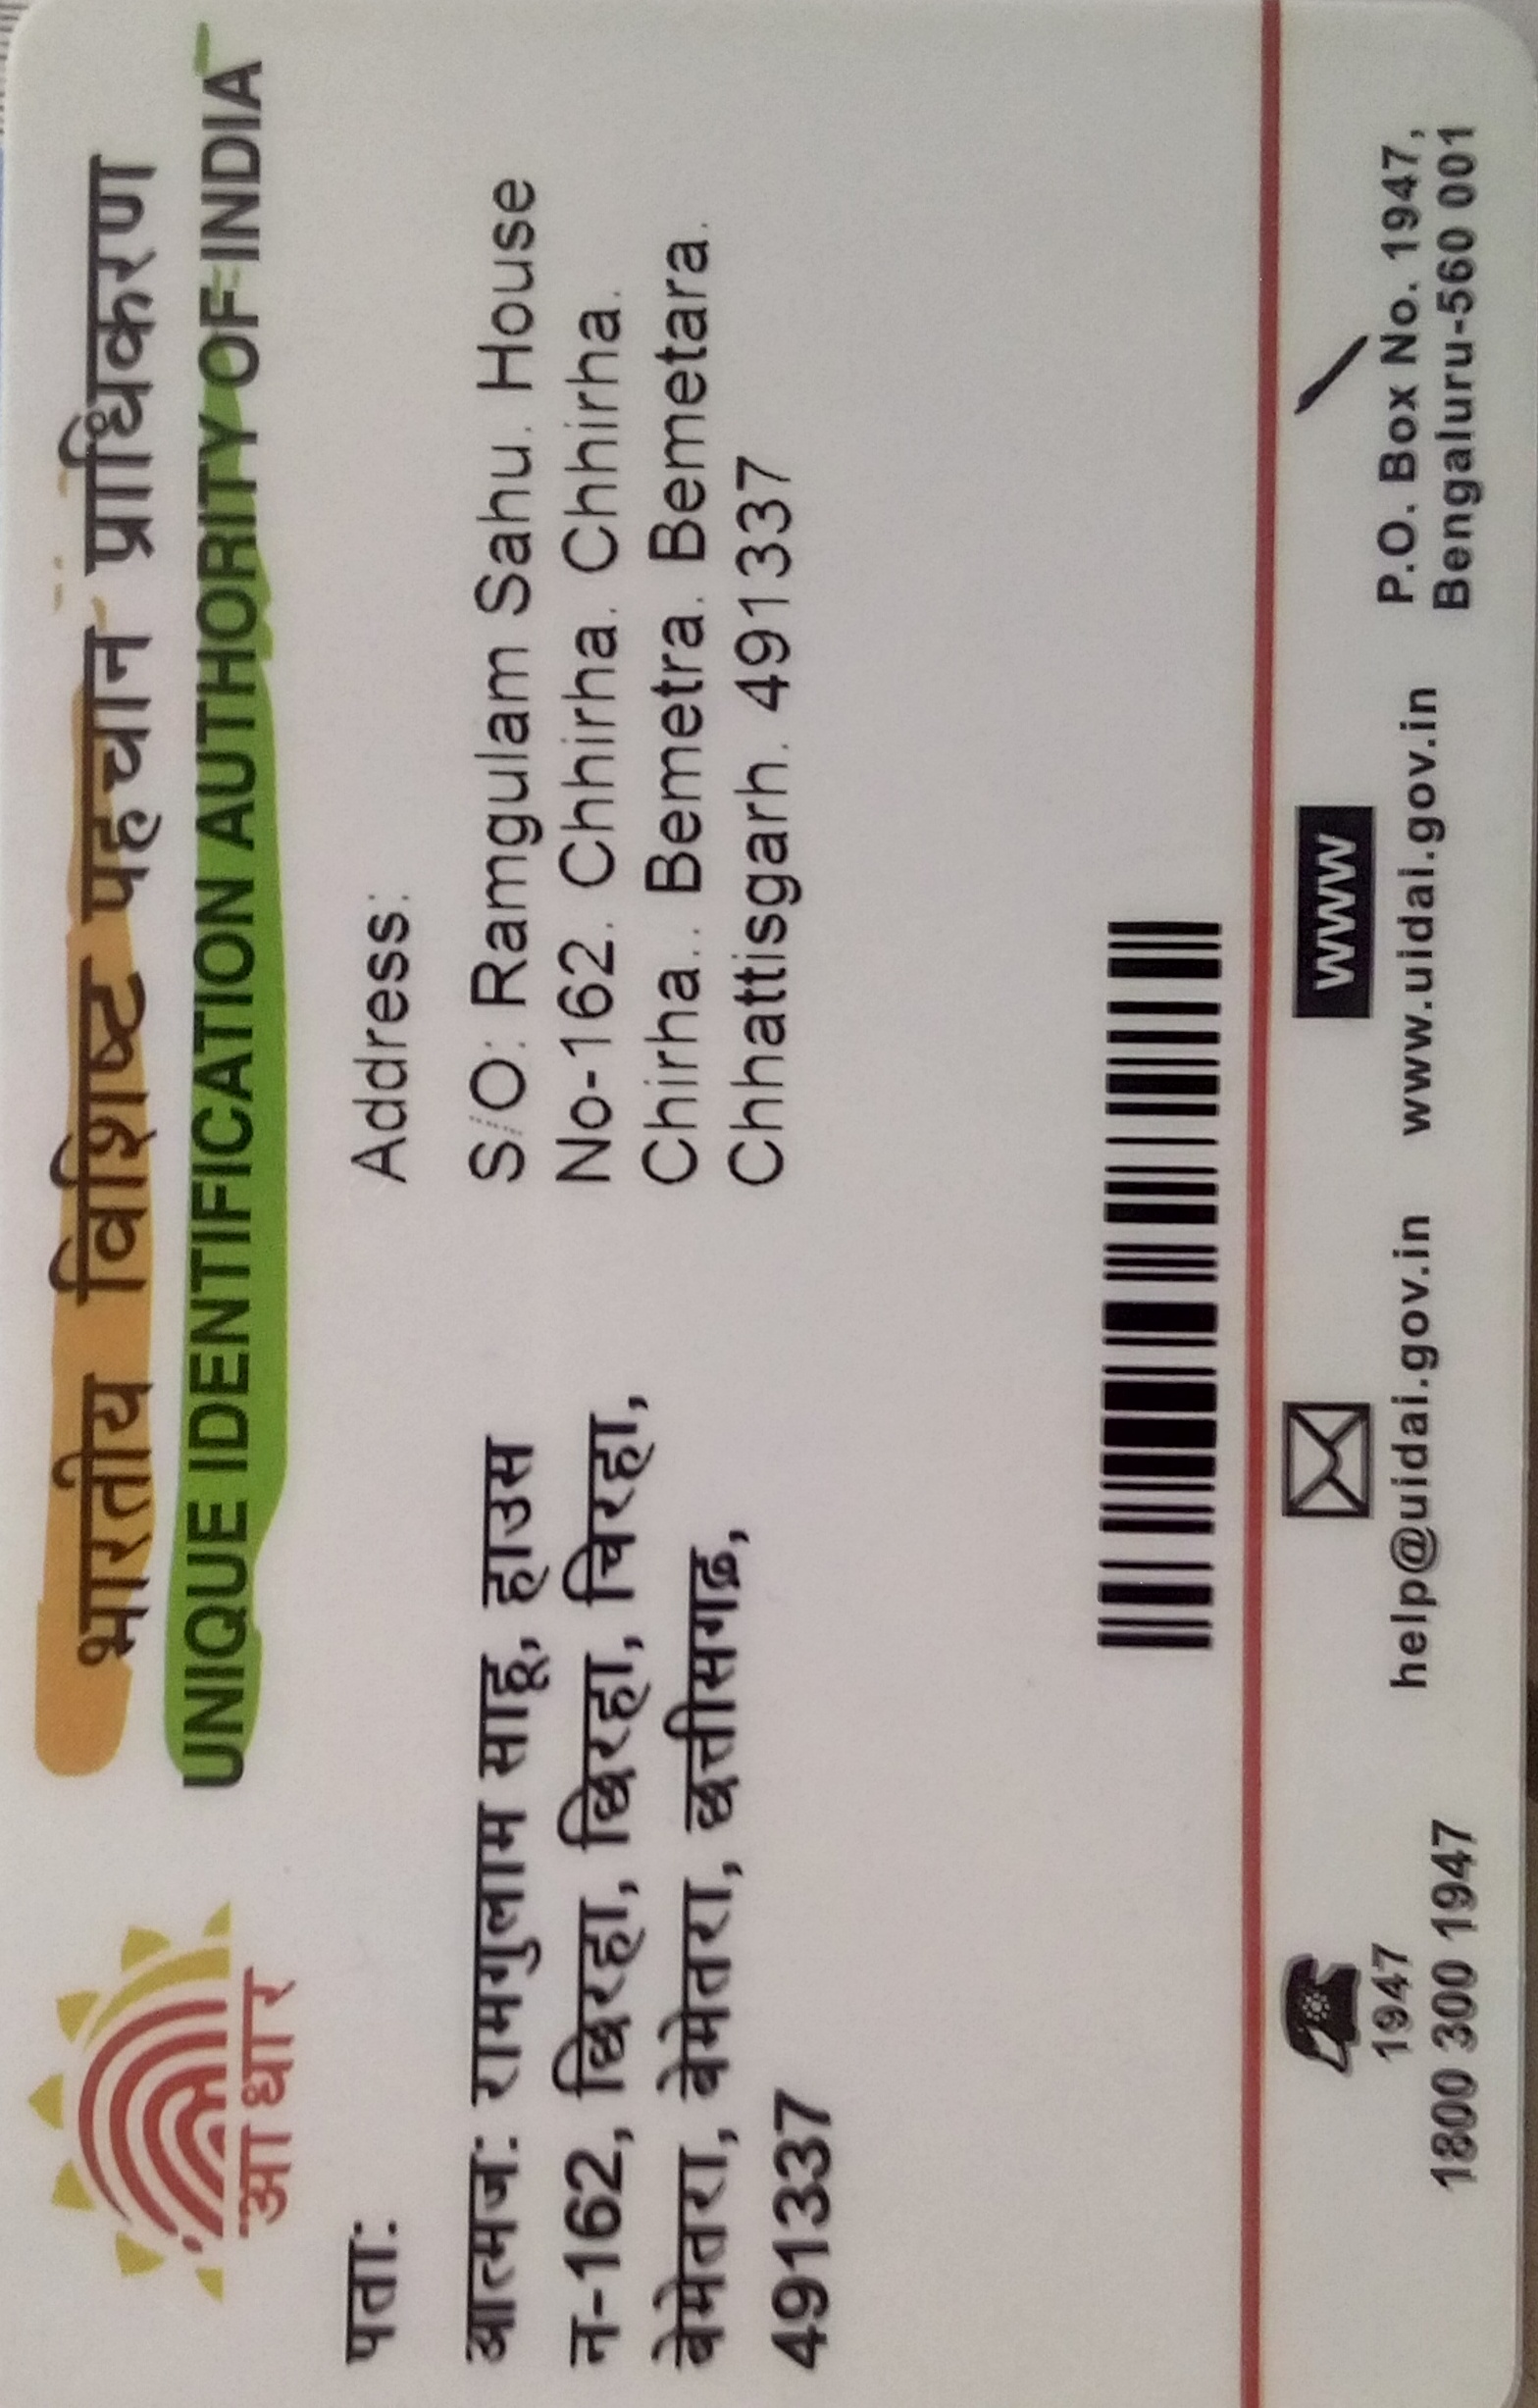 आधार
भारतीय विशिष्ट पहचान प्राधिकरण
UNIQUE IDENTIFICATION AUTHORITY OF INDIA
पता:
आत्मज: रामगुलाम साहू, हाउस
न-162, छिरहा, छिरहा, चिरहा,
बेमेतरा, बेमेतरा, छत्तीसगढ,
491337
Address:
S/O: Ramgulam Sahu. House
No-162. Chhirha. Chhirha.
Chirha.. Bemetra. Bemetara.
Chhattisgarh. 491337
1947
1800 300 1947
help@uidai.gov.in
WWW
www.uidai.gov.in
P.O. Box No. 1947,
Bengaluru-560 001